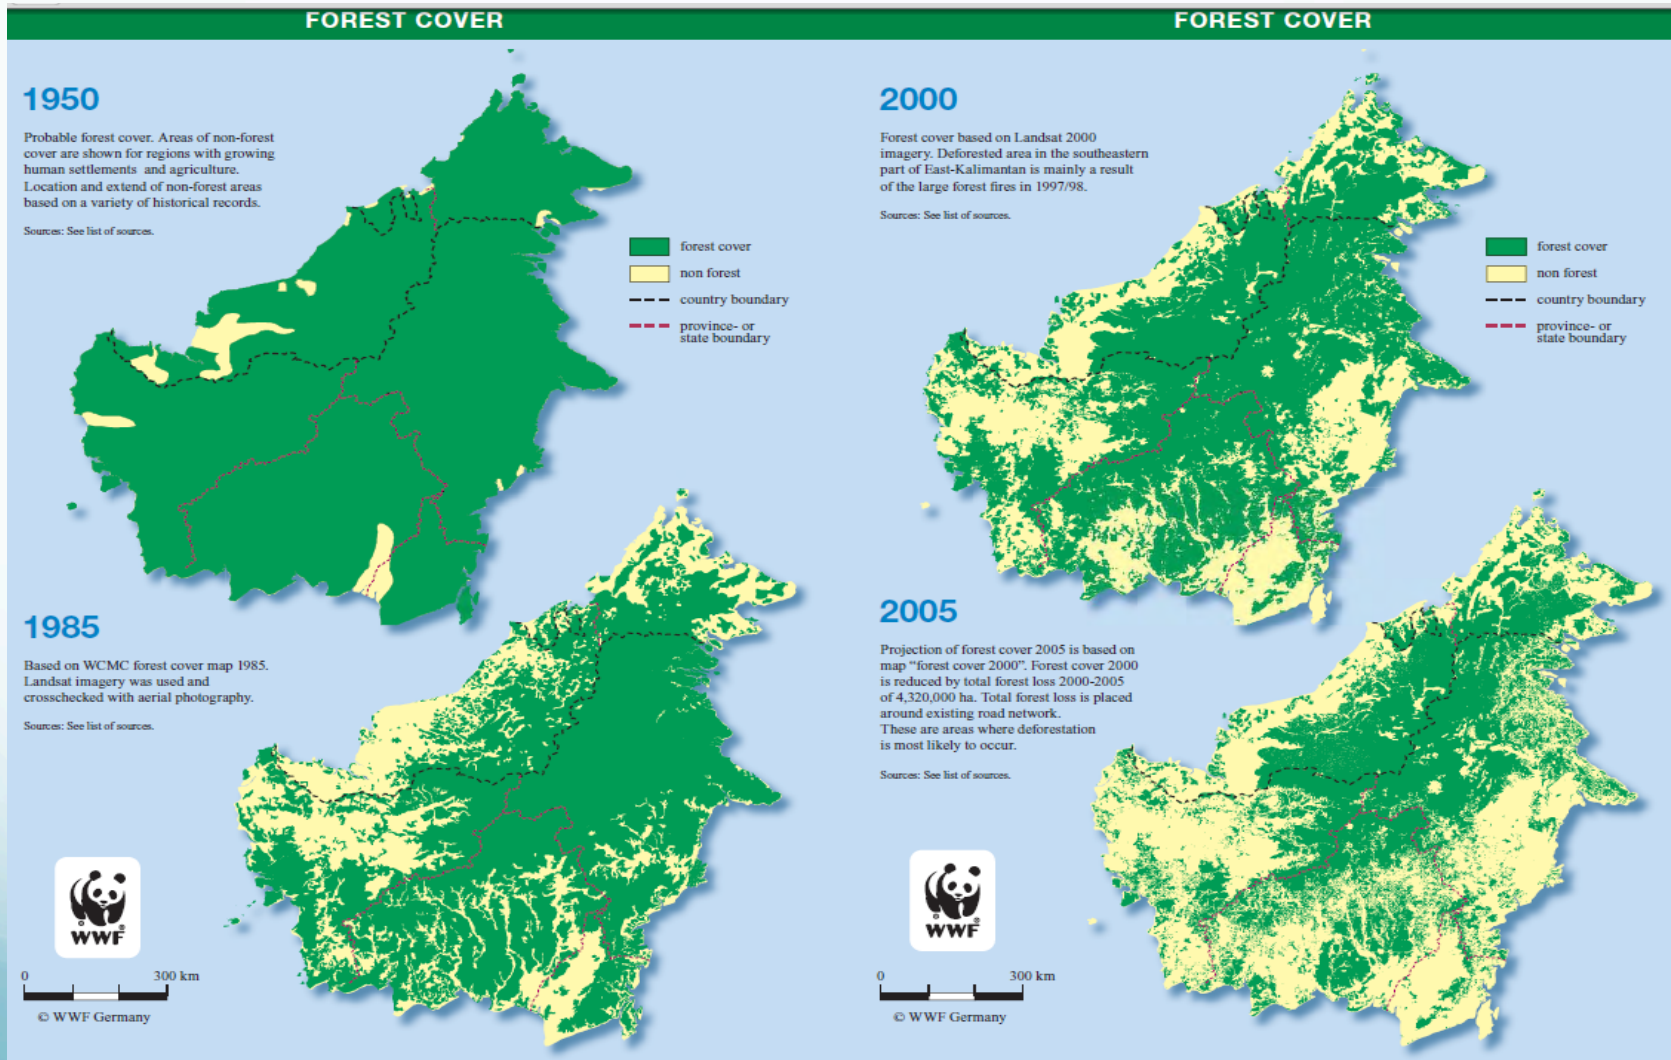 FOREST COVER
1950
Probable forest cover. Areas of non-forest
cover are shown for regions with growing
human settlements and agriculture.
Location and extend of non-forest areas
based on a variety of historical records.
Sources: See list of sources.
forest cover
non forest
country boundary
province- or
state boundary
1985
Based on WCMC forest cover map 1985.
Landsat imagery was used and
crosschecked with aerial photography.
Sources: See list of sources.
WWF
0 300 km
© WWF Germany
FOREST COVER
2000
Forest cover based on Landsat 2000
imagery. Deforested area in the southeastern
part of East-Kalimantan is mainly a result
of the large forest fires in 1997/98.
Sources: See list of sources.
forest cover
non forest
country boundary
province- or
state boundary
2005
Projection of forest cover 2005 is based on
map “forest cover 2000”. Forest cover 2000
is reduced by total forest loss 2000-2005
of 4,320,000 ha. Total forest loss is placed
around existing road network.
These are areas where deforestation
is most likely to occur.
Sources: See list of sources.
WWF
0 300 km
© WWF Germany